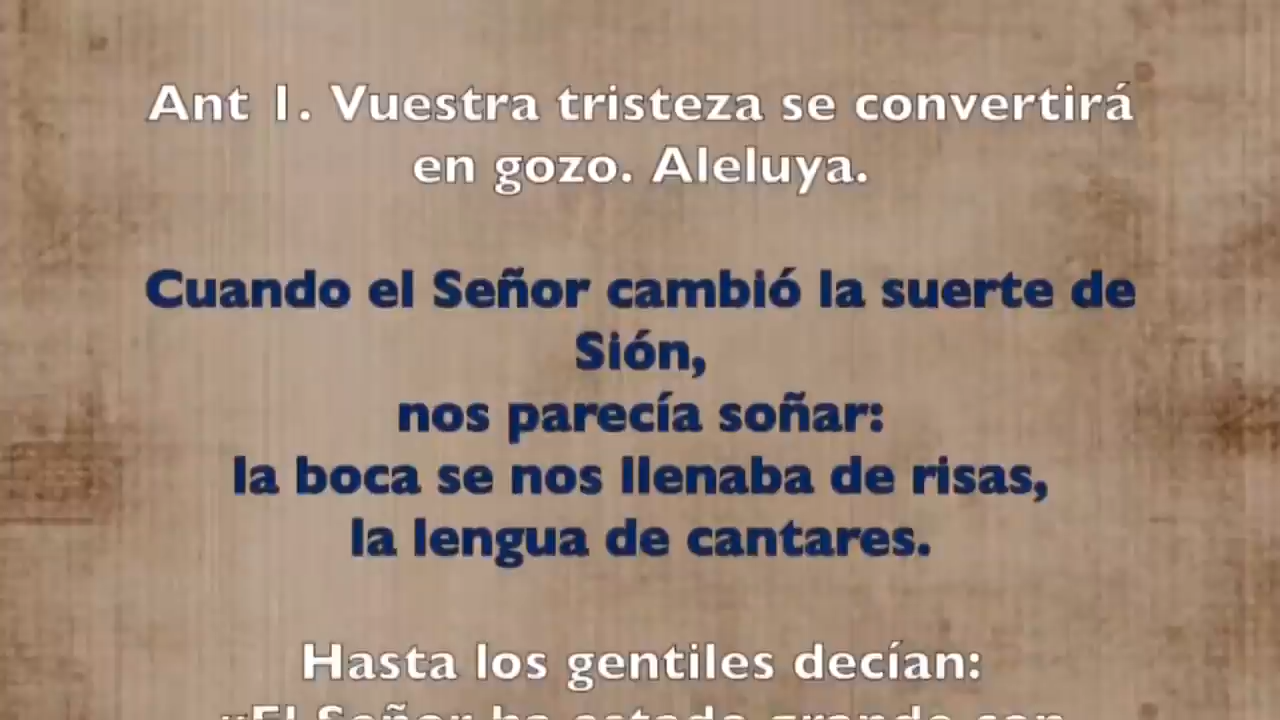 Ant 1. Vuestra tristeza se convertirá
en gozo. Aleluya.
Cuando el Señor cambió la suerte de
Sión,
nos parecía soñar:
la boca se nos llenaba de risas,
la lengua de cantares.
Hasta los gentiles decían:
«El Señor ha estado grande con